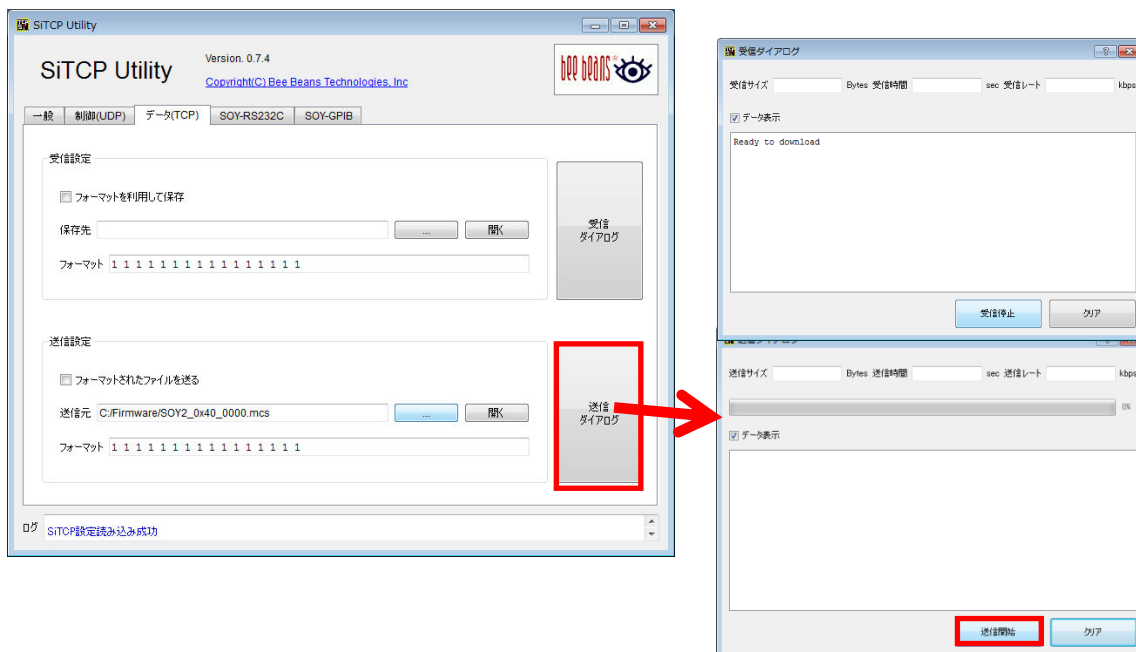 SiTCP Utility
SiTCP Utility
Version. 0.7.4
Copyright(C) Bee Beans Technologies, Inc
bee beans
一般 制御(UDP) データ(TCP) SOY-RS232C SOY-GPIB
受信設定
フォーマットを利用して保存
保存先 ... 開く
フォーマット 1 1 1 1 1 1 1 1 1 1 1 1 1 1 1 1
受信
ダイアログ
送信設定
フォーマットされたファイルを送る
送信元 C:/Firmware/SOY2_0x40_0000.mcs ... 開く
フォーマット 1 1 1 1 1 1 1 1 1 1 1 1 1 1 1 1
送信
ダイアログ
ログ SiTCP設定読み込み成功
受信ダイアログ
受信サイズ Bytes 受信時間 sec 受信レート kbps
データ表示
Ready to download
受信停止 クリア
送信サイズ Bytes 送信時間 sec 送信レート kbps
0%
データ表示
送信開始 クリア